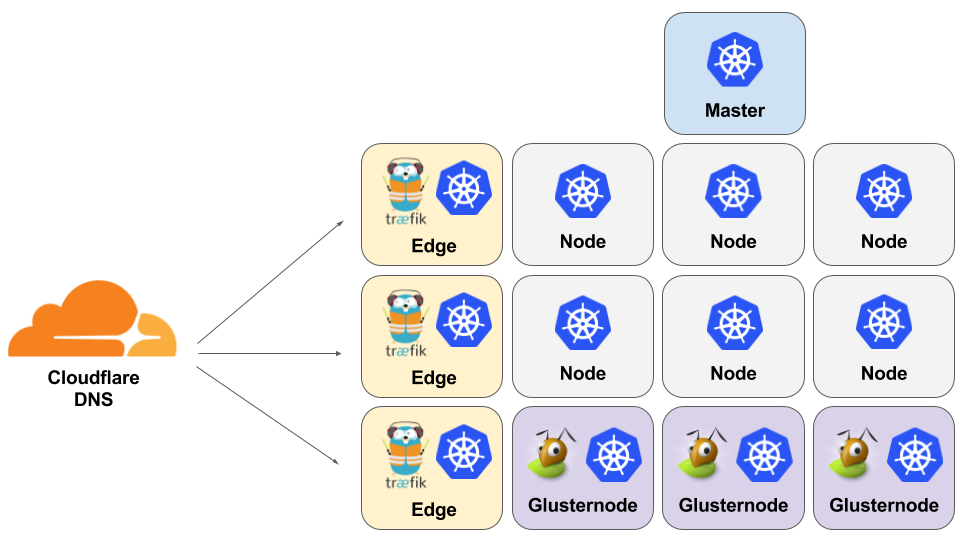 Master
træfik
Edge
Node
Node
Node
Cloudflare
DNS
træfik
Edge
Node
Node
Node
træfik
Edge
Glusternode
Glusternode
Glusternode